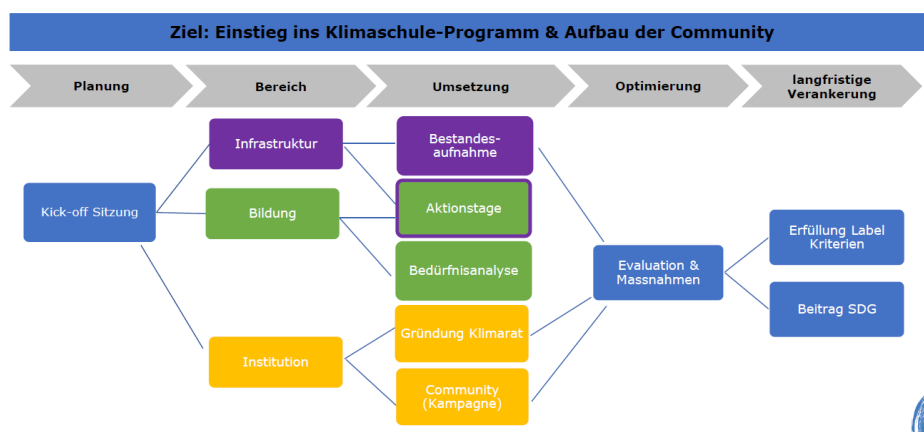 Ziel: Einstieg ins Klimaschule-Programm & Aufbau der Community
Planung
Bereich
Umsetzung
Optimierung
langfristige
Verankerung
Kick-off Sitzung
Infrastruktur
Bildung
Institution
Bestandes-
aufnahme
Aktionstage
Bedürfnisanalyse
Gründung Klimarat
Community
(Kampagne)
Evaluation &
Massnahmen
Erfüllung Label
Kriterien
Beitrag SDG